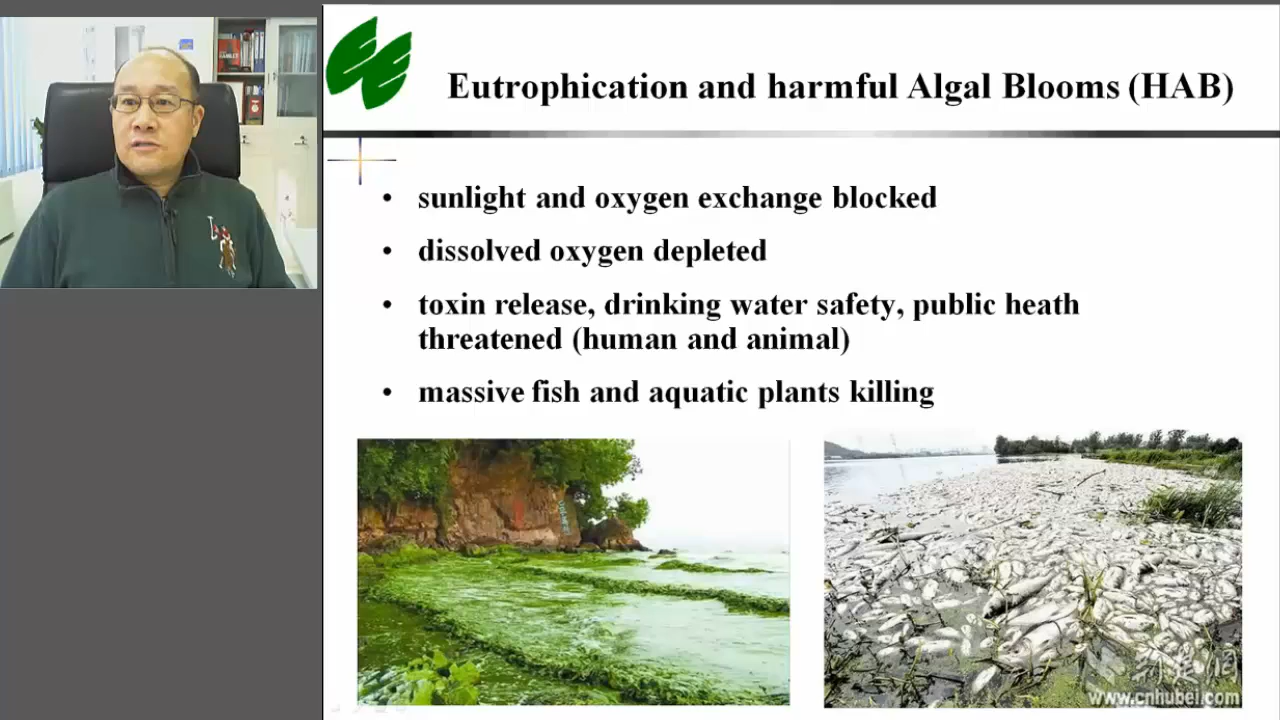 Eutrophication and harmful Algal Blooms (HAB)
• sunlight and oxygen exchange blocked
• dissolved oxygen depleted
• toxin release, drinking water safety, public heath
threatened (human and animal)
• massive fish and aquatic plants killing
www.cnhubei.com